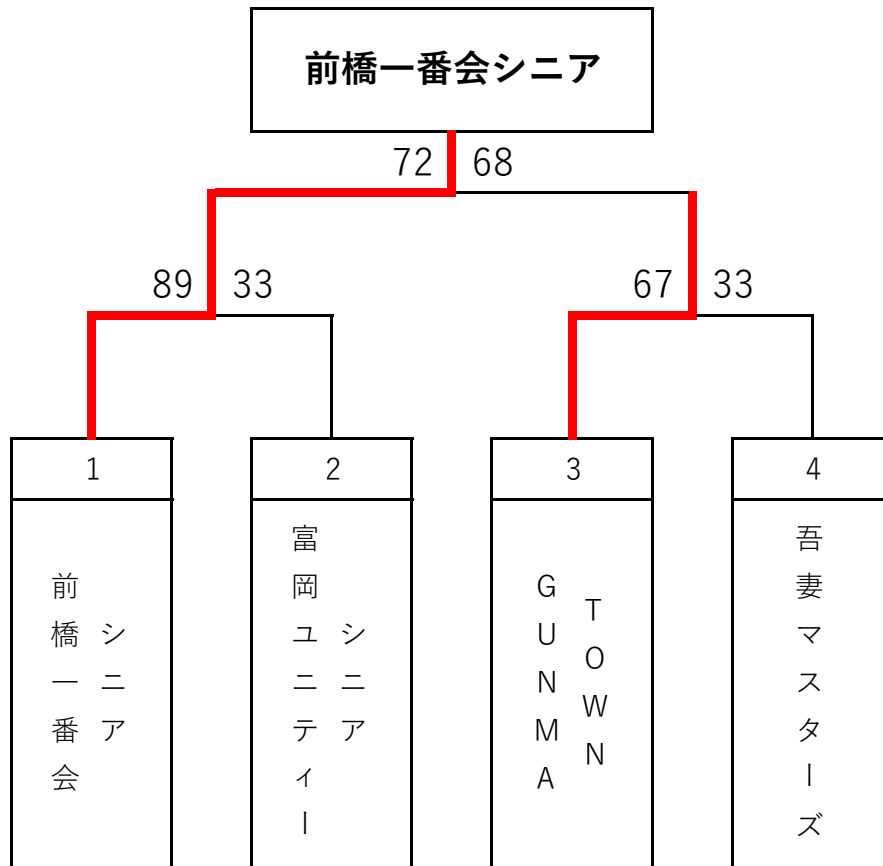 前橋一番会シニア
72 68
89 33 67 33
1 2 3 4
前橋一番会
シニア
富岡ユニティー
シニア
GUNMA
TOWN
吾妻マスターズ